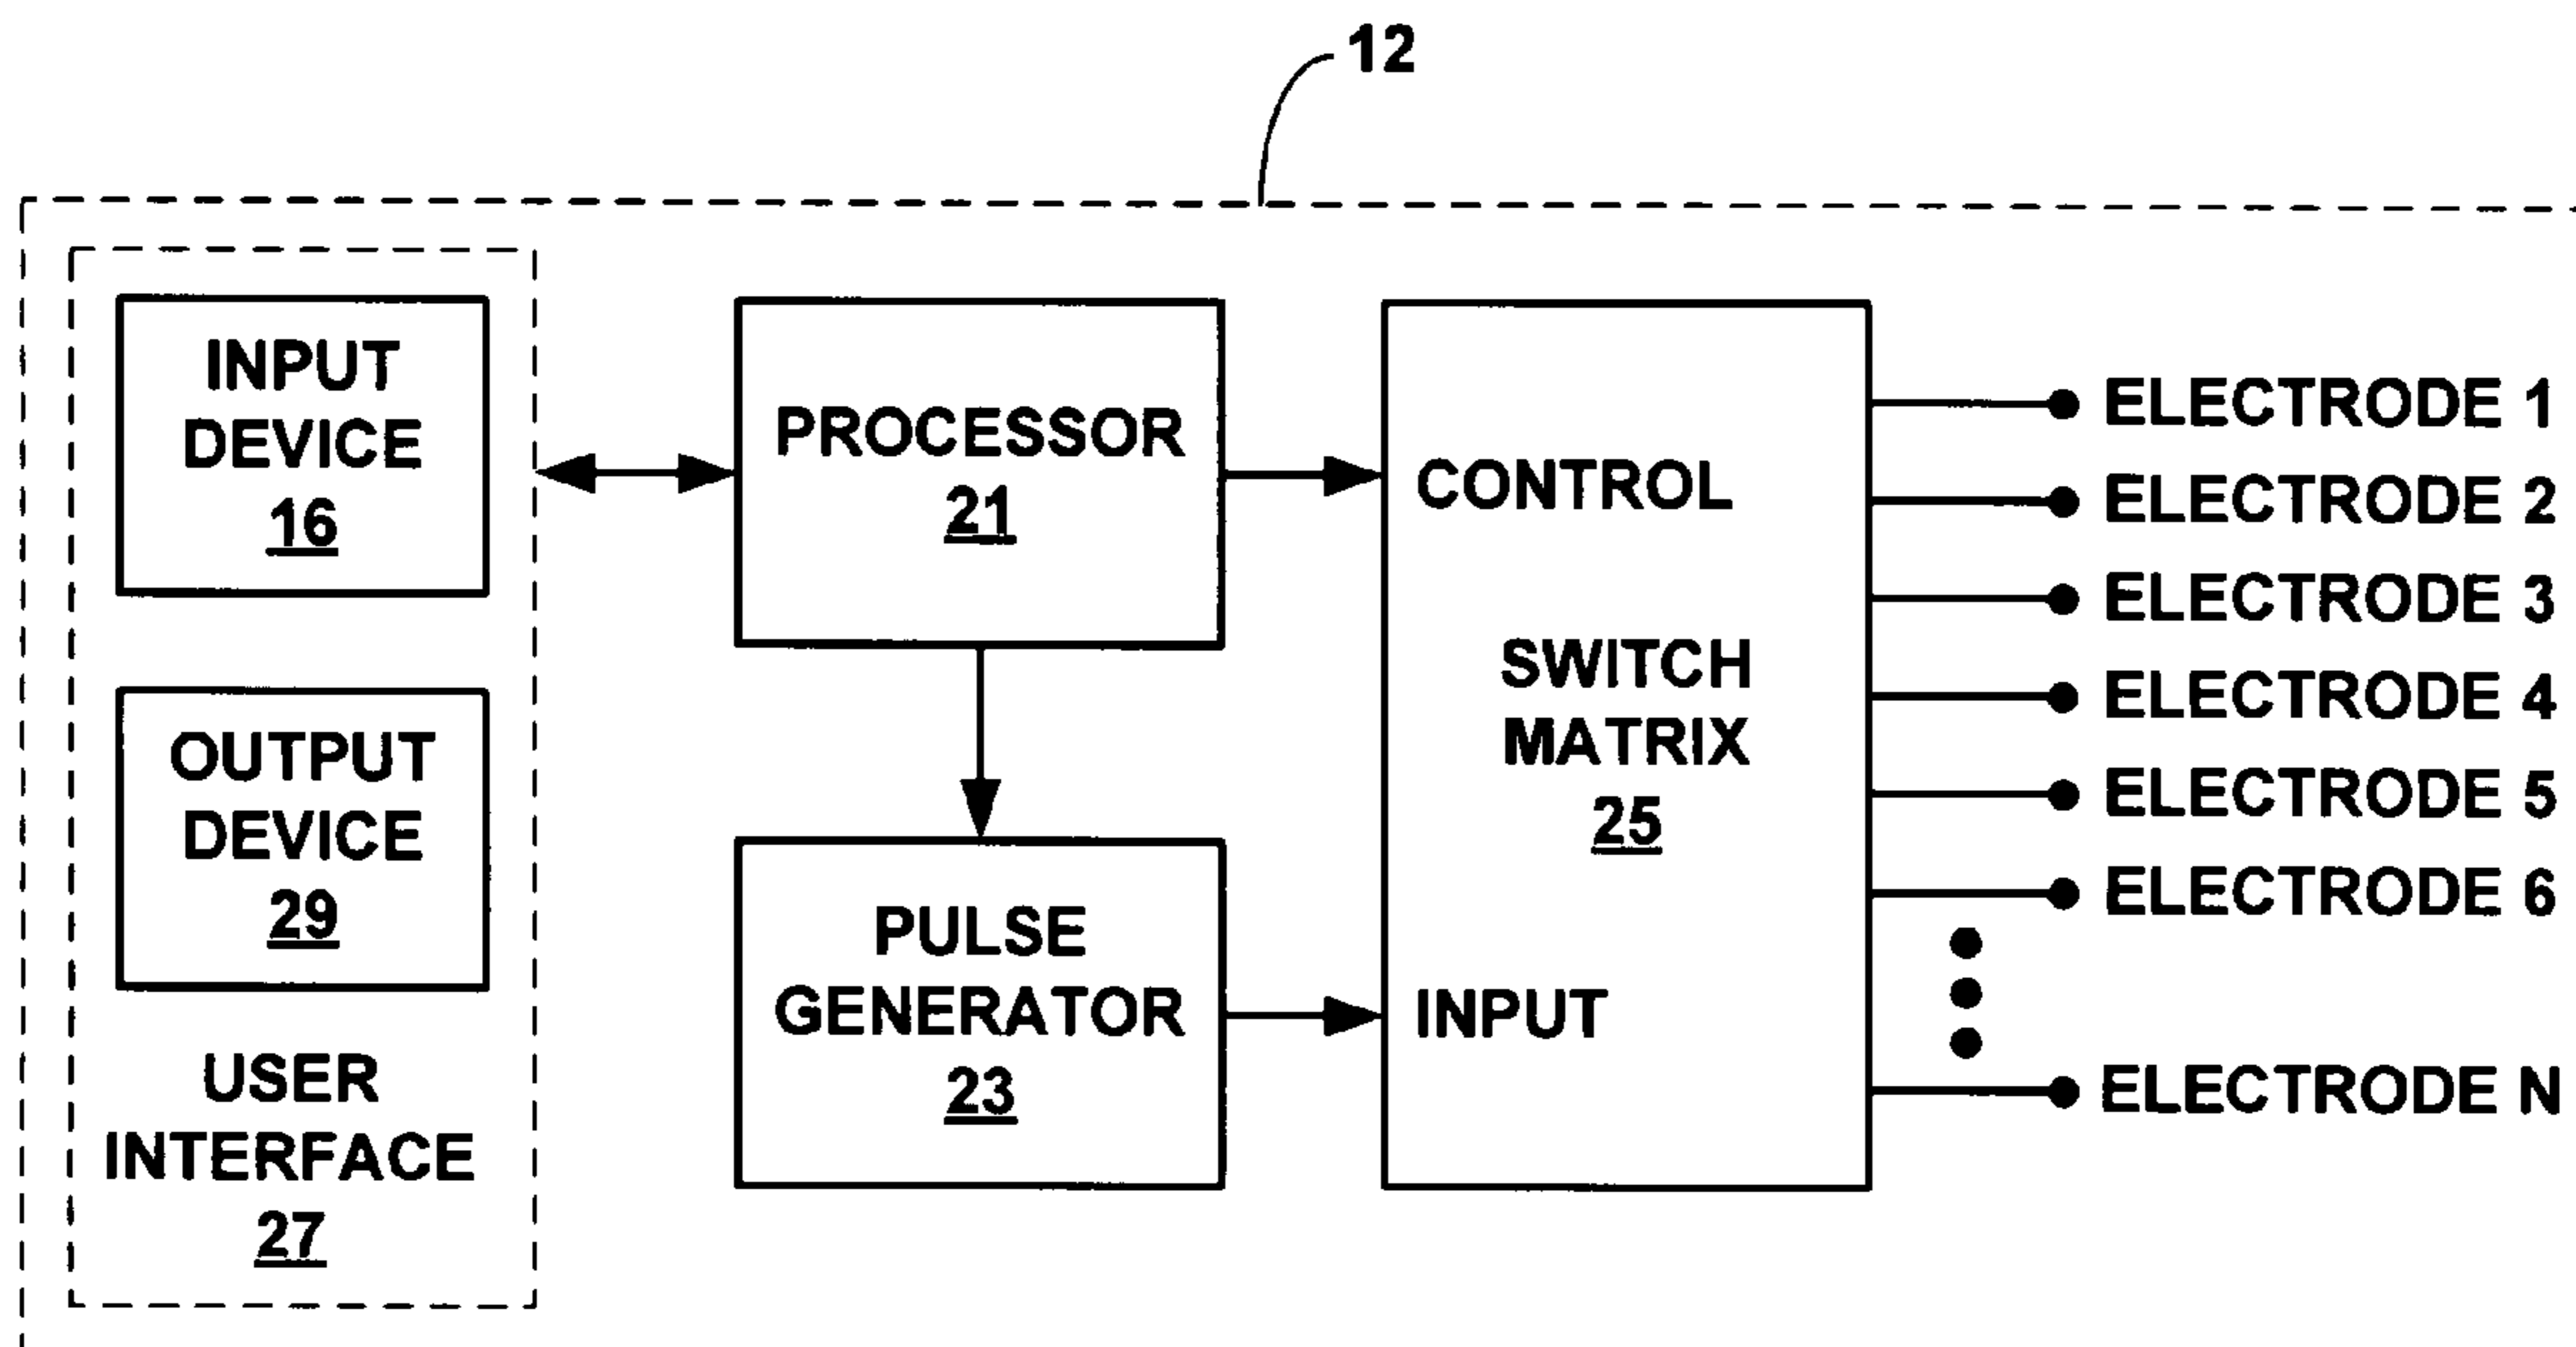 12
INPUT
DEVICE
16
OUTPUT
DEVICE
29
USER
INTERFACE
27
PROCESSOR
21
PULSE
GENERATOR
23
CONTROL
SWITCH
MATRIX
25
INPUT
ELECTRODE 1
ELECTRODE 2
ELECTRODE 3
ELECTRODE 4
ELECTRODE 5
ELECTRODE 6
ELECTRODE N